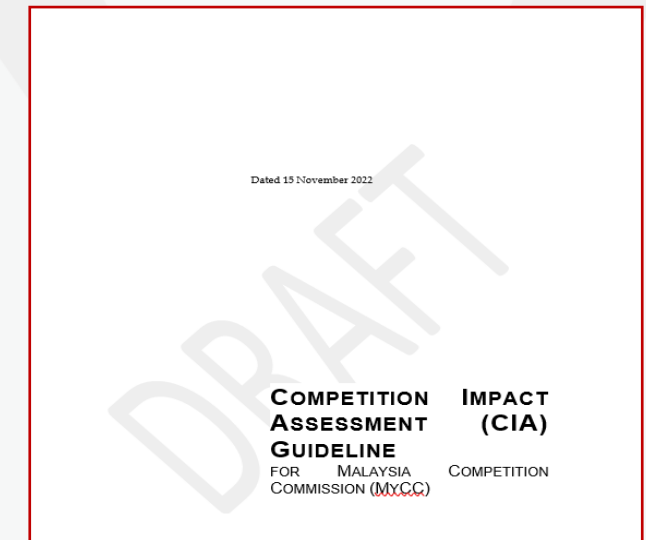 Dated 15 November 2022
DRAFT
COMPETITION IMPACT
ASSESSMENT (CIA)
GUIDELINE
FOR MALAYSIA COMPETITION
COMMISSION (MYCC)